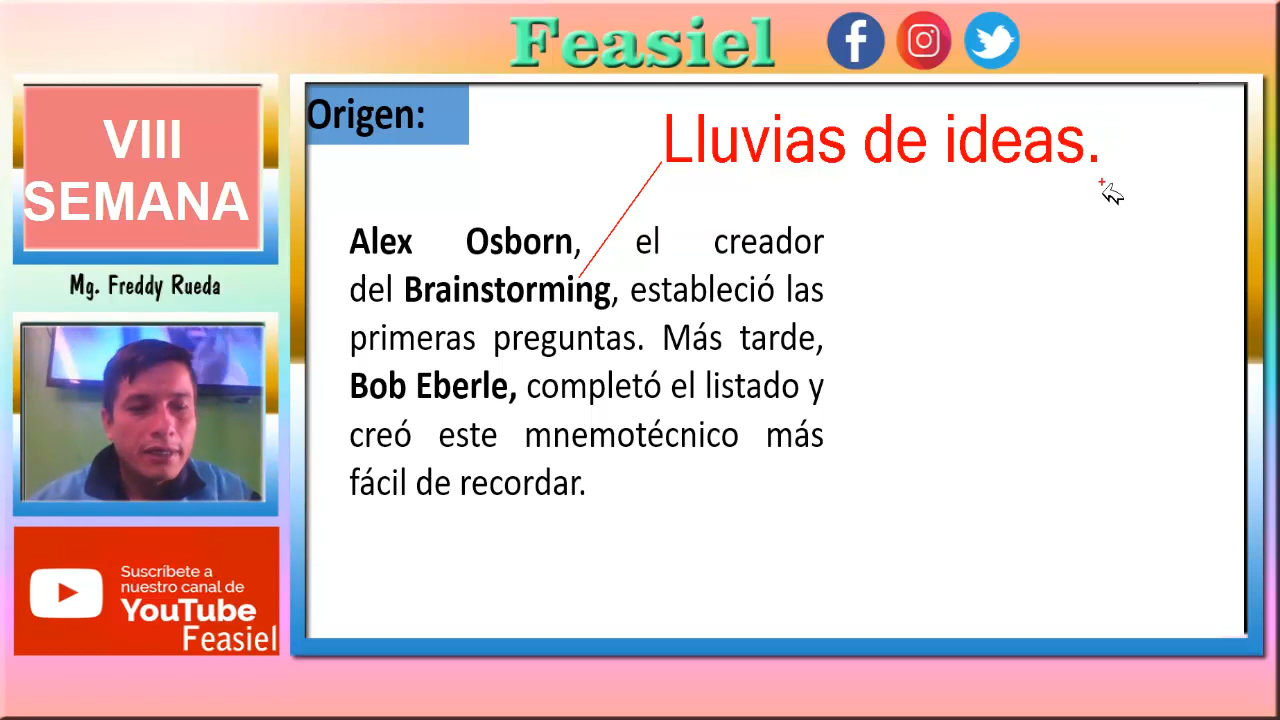 Feasiel
VIII
SEMANA
Mg. Freddy Rueda
Suscríbete a
nuestro canal de
YouTube
Feasiel
Origen:
Lluvias de ideas.
Alex Osborn, el creador
del Brainstorming, estableció las
primeras preguntas. Más tarde,
Bob Eberle, completó el listado y
creó este mnemotécnico más
fácil de recordar.